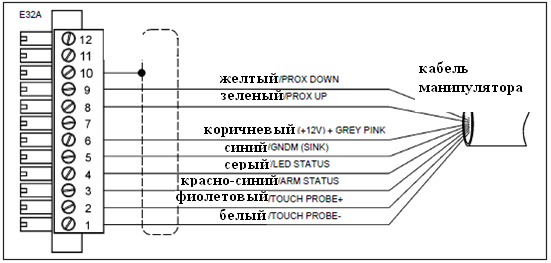 E32A
12
11
10
9
8
7
6
5
4
3
2
1
желтый/PROX DOWN
зеленый/PROX UP
коричневый (+12V) + GREY PINK
синий/GNDM (SINK)
серый/LED STATUS
красно-синий/ARM STATUS
фиолетовый/TOUCH PROBE+
белый/TOUCH PROBE-
кабель
манипулятора